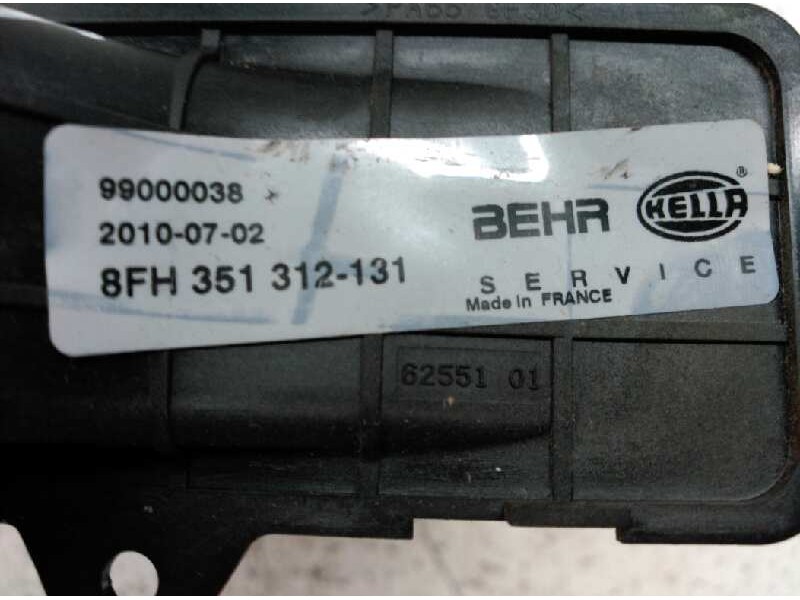 99000038
2010-07-02
8FH 351 312-131
BEHR HELLA
SERVICE
Made in FRANCE
62551 01